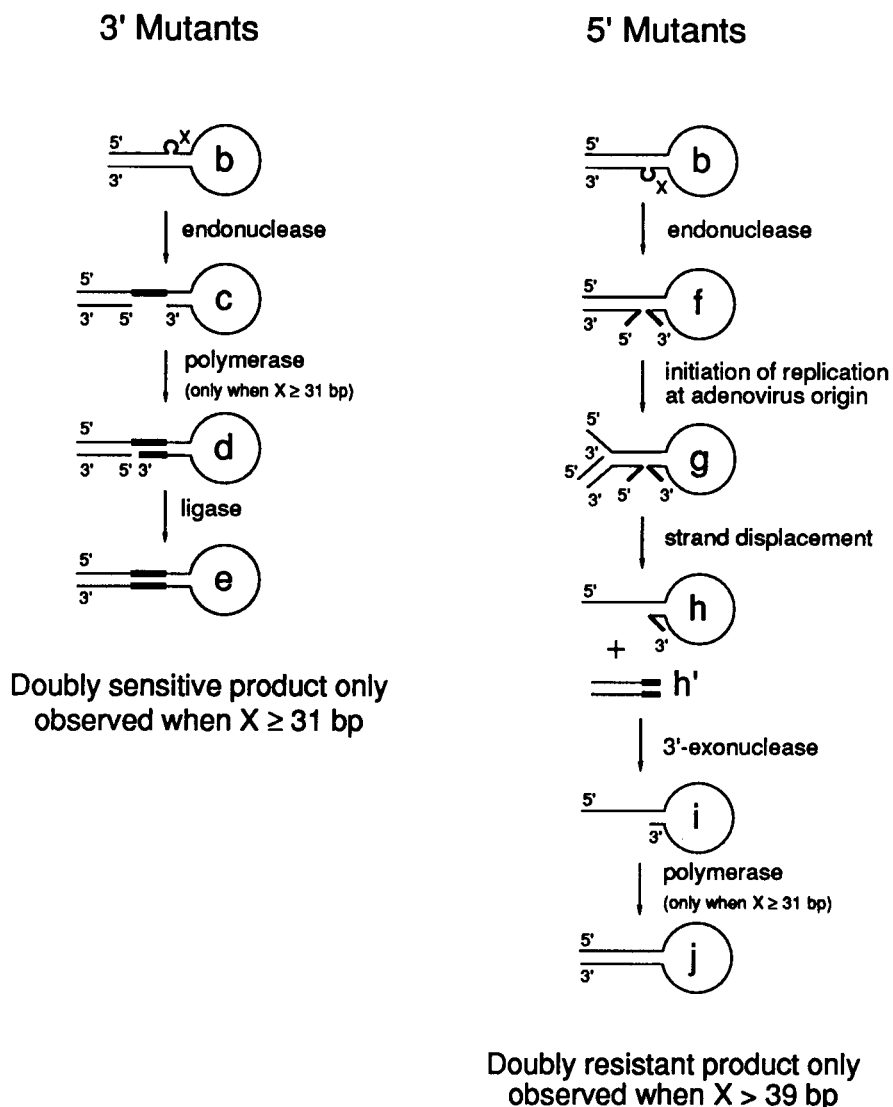 3' Mutants
5' X
b
3'
endonuclease
5'
c
3' 5' 3'
polymerase
(only when X ≥ 31 bp)
5'
d
3' 5' 3'
ligase
5'
e
3'
Doubly sensitive product only
observed when X ≥ 31 bp
5' Mutants
5'
b
3' X
endonuclease
5'
f
3' 5' 3'
initiation of replication
at adenovirus origin
5'
3' g
5' 3' 5' 3'
strand displacement
5'
h
3'
+
h'
3'-exonuclease
5'
i
3'
polymerase
(only when X ≥ 31 bp)
5'
j
3'
Doubly resistant product only
observed when X > 39 bp